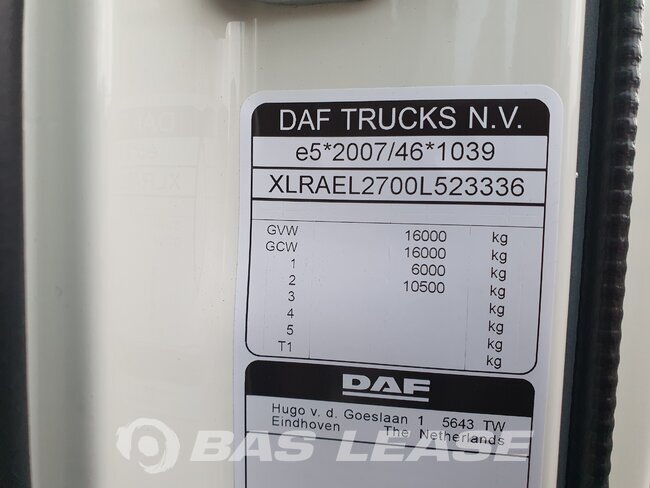 DAF TRUCKS N.V.
e5*2007/46*1039
XLRAEL2700L523336
GVW 16000 kg
GCW 16000 kg
1 6000 kg
2 10500 kg
3 kg
4 kg
5 kg
T1 kg
DAF
Hugo v. d. Goeslaan 1 5643 TW
Eindhoven The Netherlands
BAS LEASE